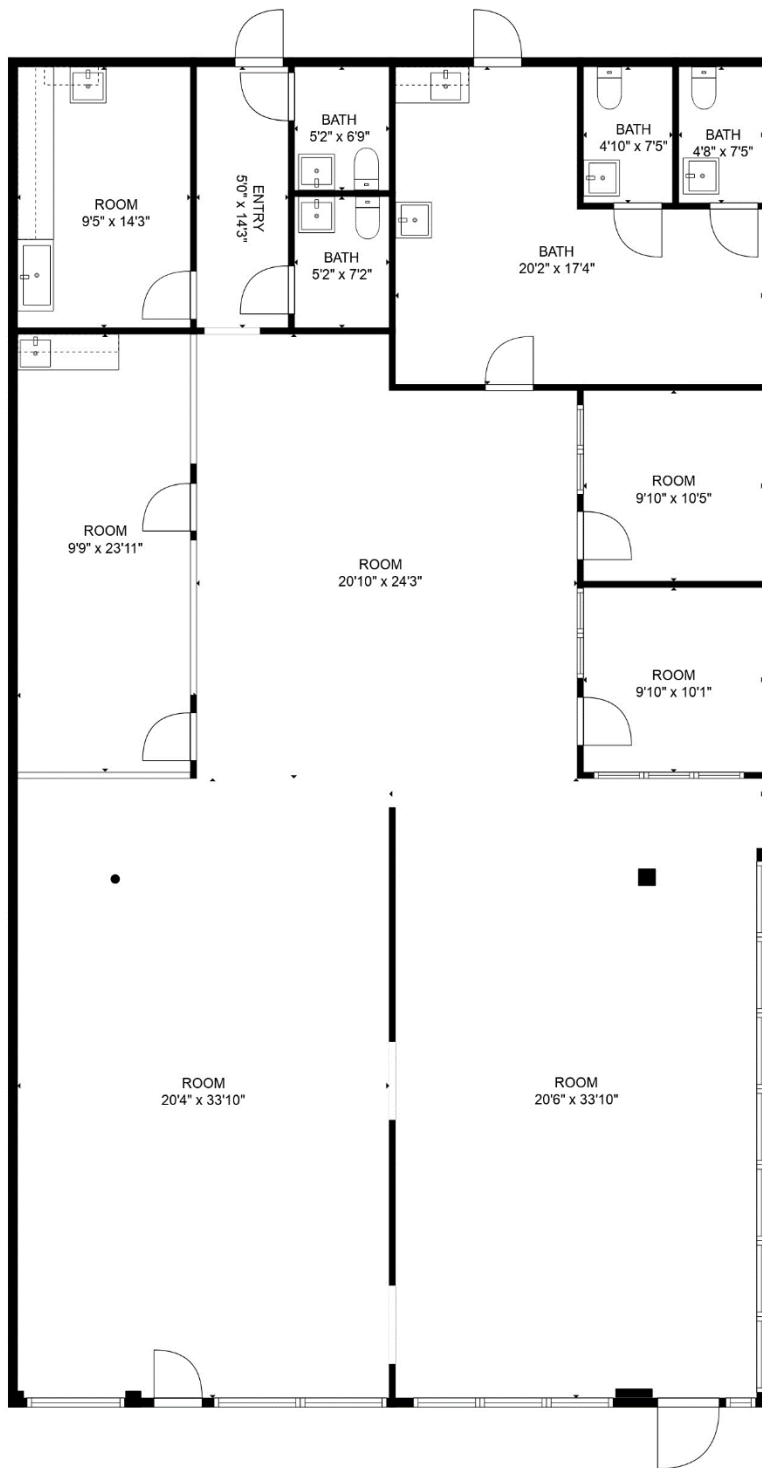 ROOM
9'5" x 14'3"
ENTRY
5'0" x 14'3"
BATH
5'2" x 6'9"
BATH
5'2" x 7'2"
BATH
4'10" x 7'5"
BATH
4'8" x 7'5"
BATH
20'2" x 17'4"
ROOM
9'9" x 23'11"
ROOM
20'10" x 24'3"
ROOM
9'10" x 10'5"
ROOM
9'10" x 10'1"
ROOM
20'4" x 33'10"
ROOM
20'6" x 33'10"